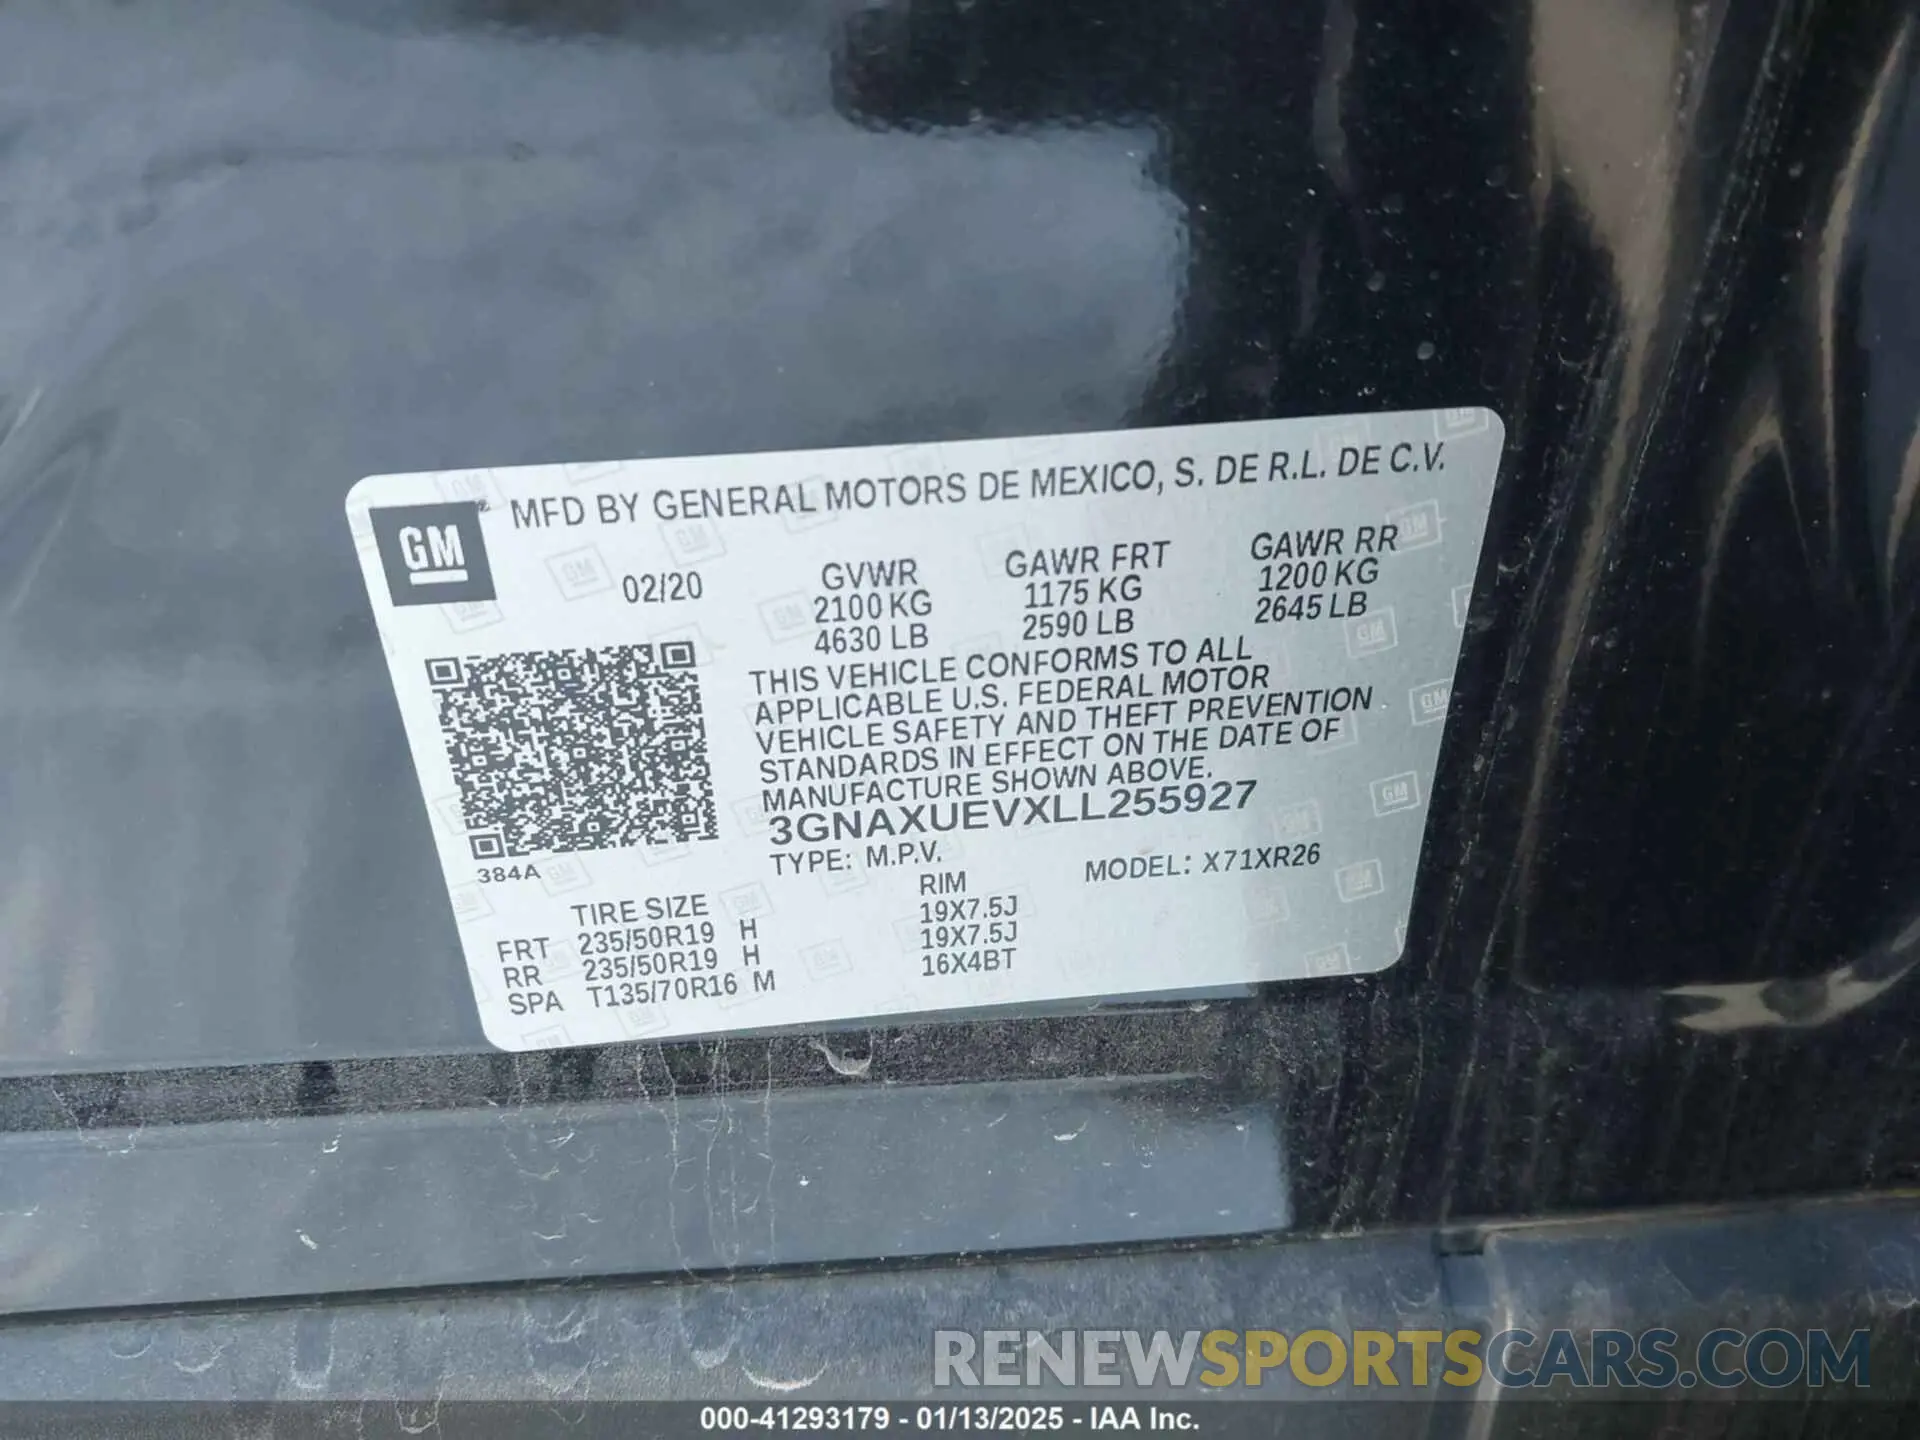 GM
MFD BY GENERAL MOTORS DE MEXICO, S. DE R.L. DE C.V.
02/20
GVWR
2100 KG
4630 LB
GAWR FRT
1175 KG
2590 LB
GAWR RR
1200 KG
2645 LB
THIS VEHICLE CONFORMS TO ALL
APPLICABLE U.S. FEDERAL MOTOR
VEHICLE SAFETY AND THEFT PREVENTION
STANDARDS IN EFFECT ON THE DATE OF
MANUFACTURE SHOWN ABOVE.
3GNAXUEVXLL255927
384A
TYPE: M.P.V.
MODEL: X71XR26
TIRE SIZE
RIM
FRT 235/50R19 H 19X7.5J
RR 235/50R19 H 19X7.5J
SPA T135/70R16 M 16X4BT
RENEWSPORTSCARS.COM
000-41293179 - 01/13/2025 - IAA Inc.